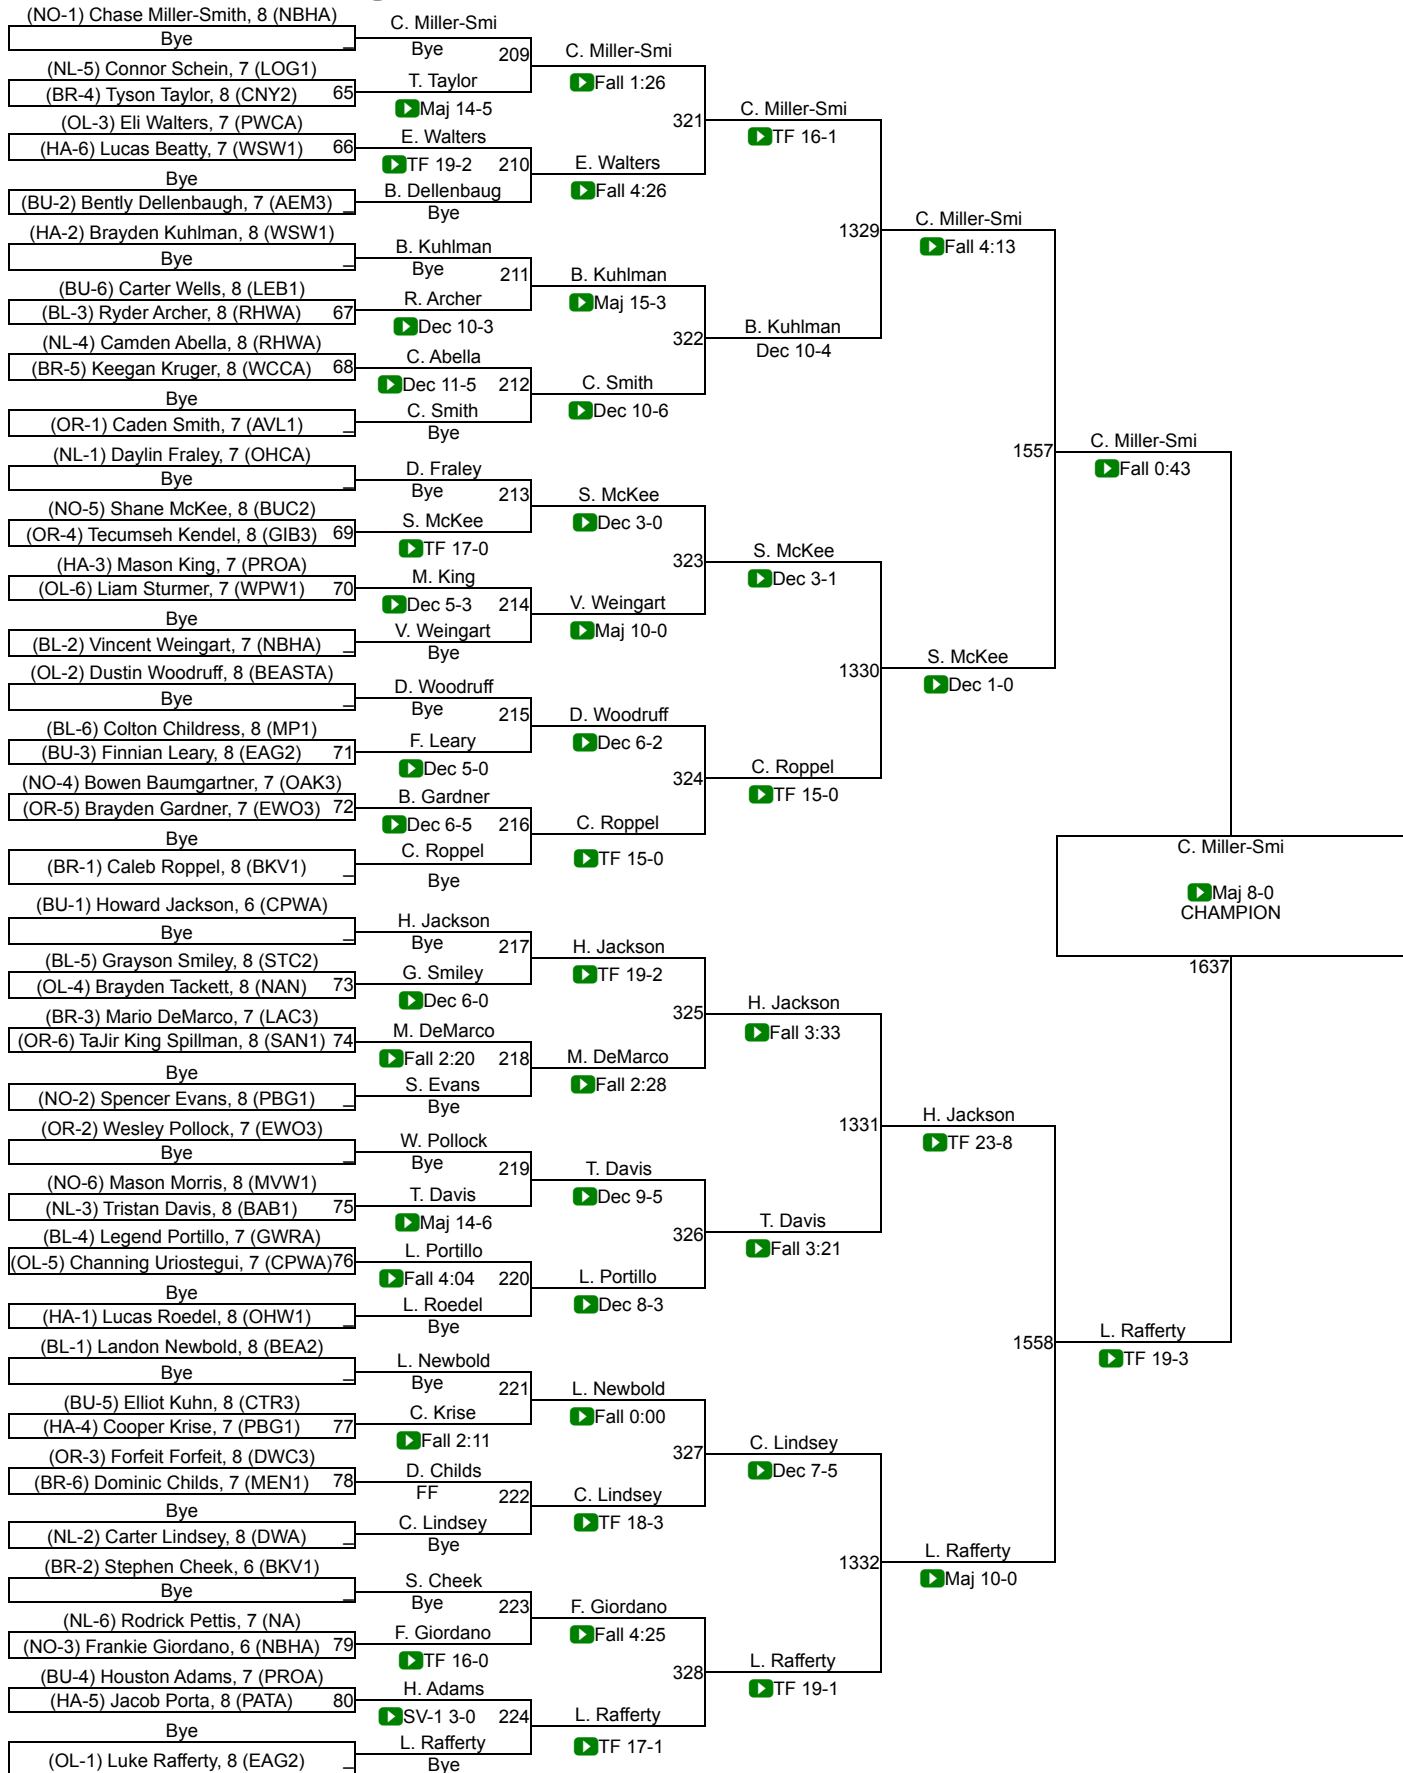 (NO-1) Chase Miller-Smith, 8 (NBHA)
Bye _
(NL-5) Connor Schein, 7 (LOG1)
(BR-4) Tyson Taylor, 8 (CNY2) 65
(OL-3) Eli Walters, 7 (PWCA)
(HA-6) Lucas Beatty, 7 (WSW1) 66
Bye
(BU-2) Bently Dellenbaugh, 7 (AEM3) _
(HA-2) Brayden Kuhlman, 8 (WSW1)
Bye _
(BU-6) Carter Wells, 8 (LEB1)
(BL-3) Ryder Archer, 8 (RHWA) 67
(NL-4) Camden Abella, 8 (RHWA)
(BR-5) Keegan Kruger, 8 (WCCA) 68
Bye
(OR-1) Caden Smith, 7 (AVL1) _
(NL-1) Daylin Fraley, 7 (OHCA)
Bye _
(NO-5) Shane McKee, 8 (BUC2)
(OR-4) Tecumseh Kendel, 8 (GIB3) 69
(HA-3) Mason King, 7 (PROA)
(OL-6) Liam Sturmer, 7 (WPW1) 70
Bye
(BL-2) Vincent Weingart, 7 (NBHA) _
(OL-2) Dustin Woodruff, 8 (BEASTA)
Bye _
(BL-6) Colton Childress, 8 (MP1)
(BU-3) Finnian Leary, 8 (EAG2) 71
(NO-4) Bowen Baumgartner, 7 (OAK3)
(OR-5) Brayden Gardner, 7 (EWO3) 72
Bye
(BR-1) Caleb Roppel, 8 (BKV1) _
(BU-1) Howard Jackson, 6 (CPWA)
Bye _
(BL-5) Grayson Smiley, 8 (STC2)
(OL-4) Brayden Tackett, 8 (NAN) 73
(BR-3) Mario DeMarco, 7 (LAC3)
(OR-6) TaJir King Spillman, 8 (SAN1) 74
Bye
(NO-2) Spencer Evans, 8 (PBG1) _
(OR-2) Wesley Pollock, 7 (EWO3)
Bye _
(NO-6) Mason Morris, 8 (MVW1)
(NL-3) Tristan Davis, 8 (BAB1) 75
(BL-4) Legend Portillo, 7 (GWRA)
(OL-5) Channing Uriostegui, 7 (CPWA) 76
Bye
(HA-1) Lucas Roedel, 8 (OHW1) _
(BL-1) Landon Newbold, 8 (BEA2)
Bye _
(BU-5) Elliot Kuhn, 8 (CTR3)
(HA-4) Cooper Krise, 7 (PBG1) 77
(OR-3) Forfeit Forfeit, 8 (DWC3)
(BR-6) Dominic Childs, 7 (MEN1) 78
Bye
(NL-2) Carter Lindsey, 8 (DWA) _
(BR-2) Stephen Cheek, 6 (BKV1)
Bye _
(NL-6) Rodrick Pettis, 7 (NA)
(NO-3) Frankie Giordano, 6 (NBHA) 79
(BU-4) Houston Adams, 7 (PROA)
(HA-5) Jacob Porta, 8 (PATA) 80
Bye
(OL-1) Luke Rafferty, 8 (EAG2) _
C. Miller-Smi
Bye 209
T. Taylor
Maj 14-5
E. Walters
TF 19-2 210
B. Dellenbaug
Bye
B. Kuhlman
Bye 211
R. Archer
Dec 10-3
C. Abella
Dec 11-5 212
C. Smith
Bye
D. Fraley
Bye 213
S. McKee
TF 17-0
M. King
Dec 5-3 214
V. Weingart
Bye
D. Woodruff
Bye 215
F. Leary
Dec 5-0
B. Gardner
Dec 6-5 216
C. Roppel
Bye
H. Jackson
Bye 217
G. Smiley
Dec 6-0
M. DeMarco
Fall 2:20 218
S. Evans
Bye
W. Pollock
Bye 219
T. Davis
Maj 14-6
L. Portillo
Fall 4:04 220
L. Roedel
Bye
L. Newbold
Bye 221
C. Krise
Fall 2:11
D. Childs
FF 222
C. Lindsey
Bye
S. Cheek
Bye 223
F. Giordano
TF 16-0
H. Adams
SV-1 3-0 224
L. Rafferty
Bye
C. Miller-Smi
Fall 1:26
321
E. Walters
Fall 4:26
B. Kuhlman
Maj 15-3
322
C. Smith
Dec 10-6
S. McKee
Dec 3-0
323
V. Weingart
Maj 10-0
D. Woodruff
Dec 6-2
324
C. Roppel
TF 15-0
H. Jackson
TF 19-2
325
M. DeMarco
Fall 2:28
T. Davis
Dec 9-5
326
L. Portillo
Dec 8-3
L. Newbold
Fall 0:00
327
C. Lindsey
TF 18-3
F. Giordano
Fall 4:25
328
L. Rafferty
TF 17-1
C. Miller-Smi
TF 16-1
1329
B. Kuhlman
Dec 10-4
S. McKee
Dec 3-1
1330
C. Roppel
TF 15-0
H. Jackson
Fall 3:33
1331
T. Davis
Fall 3:21
C. Lindsey
Dec 7-5
1332
L. Rafferty
TF 19-1
C. Miller-Smi
Fall 4:13
1557
S. McKee
Dec 1-0
H. Jackson
TF 23-8
1558
L. Rafferty
Maj 10-0
C. Miller-Smi
Fall 0:43
L. Rafferty
TF 19-3
C. Miller-Smi
Maj 8-0
CHAMPION
1637